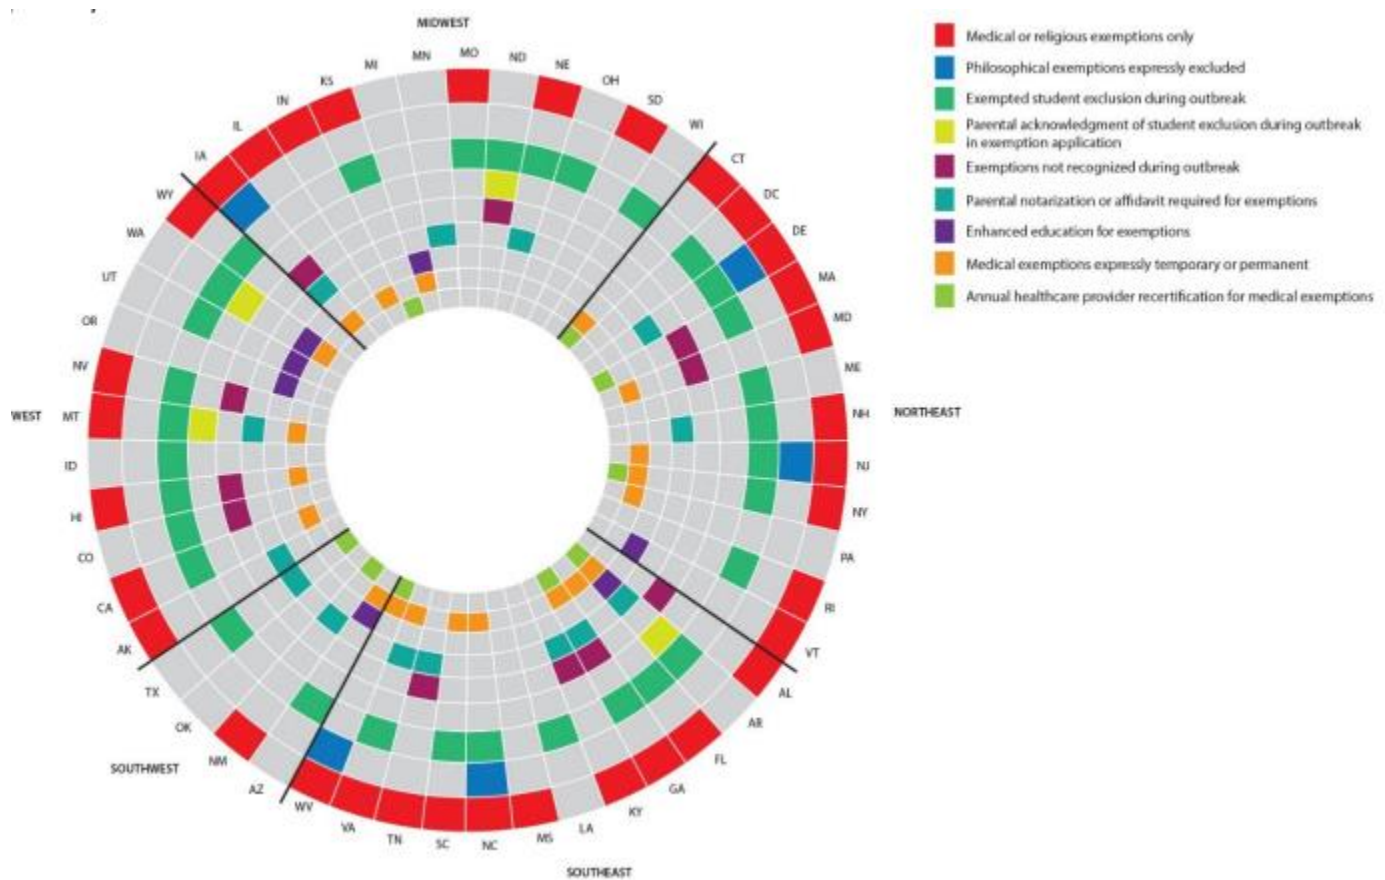 MIDWEST
MO
MN
ND
MI
NE
KS
OH
IN
SD
IL
WI
IA
CT
WY
DC
WA
DE
UT
MA
OR
MD
NV
ME
WEST
MT
NH
NORTHEAST
ID
NJ
HI
NY
CO
PA
CA
RI
AK
VT
TX
AL
OK
AR
NM
FL
SOUTHWEST
AZ
GA
WV
KY
VA
LA
TN
MS
SC
NC
SOUTHEAST
Medical or religious exemptions only
Philosophical exemptions expressly excluded
Exempted student exclusion during outbreak
Parental acknowledgment of student exclusion during outbreak
in exemption application
Exemptions not recognized during outbreak
Parental notarization or affidavit required for exemptions
Enhanced education for exemptions
Medical exemptions expressly temporary or permanent
Annual healthcare provider recertification for medical exemptions